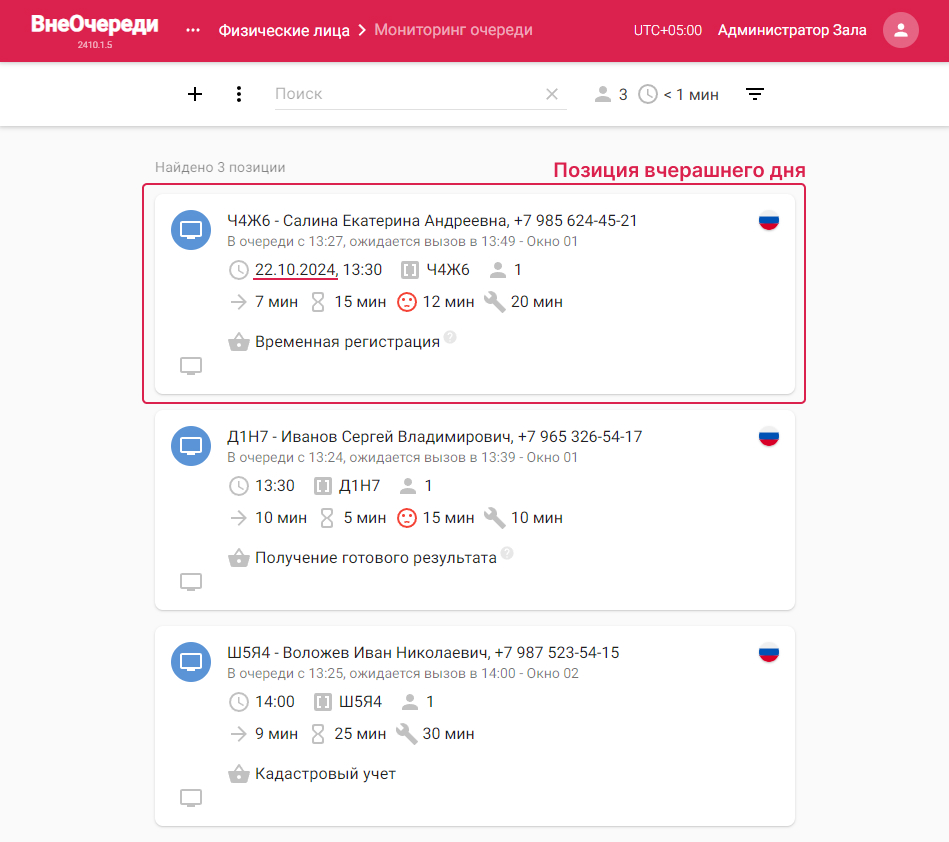 ВнеОчереди
2410.1.5
... Физические лица > Мониторинг очереди
UTC+05:00 Администратор Зала
Поиск
3 < 1 мин
Найдено 3 позиции
Позиция вчерашнего дня
Ч4Ж6 - Салина Екатерина Андреевна, +7 985 624-45-21
В очереди с 13:27, ожидается вызов в 13:49 - Окно 01
22.10.2024, 13:30 Ч4Ж6 1
7 мин 15 мин 12 мин 20 мин
Временная регистрация ?
Д1Н7 - Иванов Сергей Владимирович, +7 965 326-54-17
В очереди с 13:24, ожидается вызов в 13:39 - Окно 01
13:30 Д1Н7 1
10 мин 5 мин 15 мин 10 мин
Получение готового результата ?
Ш5Я4 - Воложев Иван Николаевич, +7 987 523-54-15
В очереди с 13:25, ожидается вызов в 14:00 - Окно 02
14:00 Ш5Я4 1
9 мин 25 мин 30 мин
Кадастровый учет